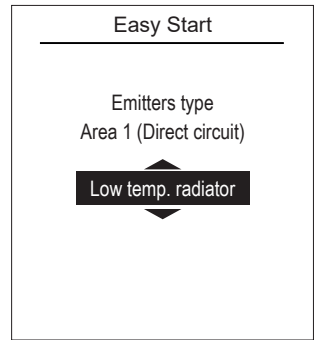 Easy Start
Emitters type
Area 1 (Direct circuit)
Low temp. radiator